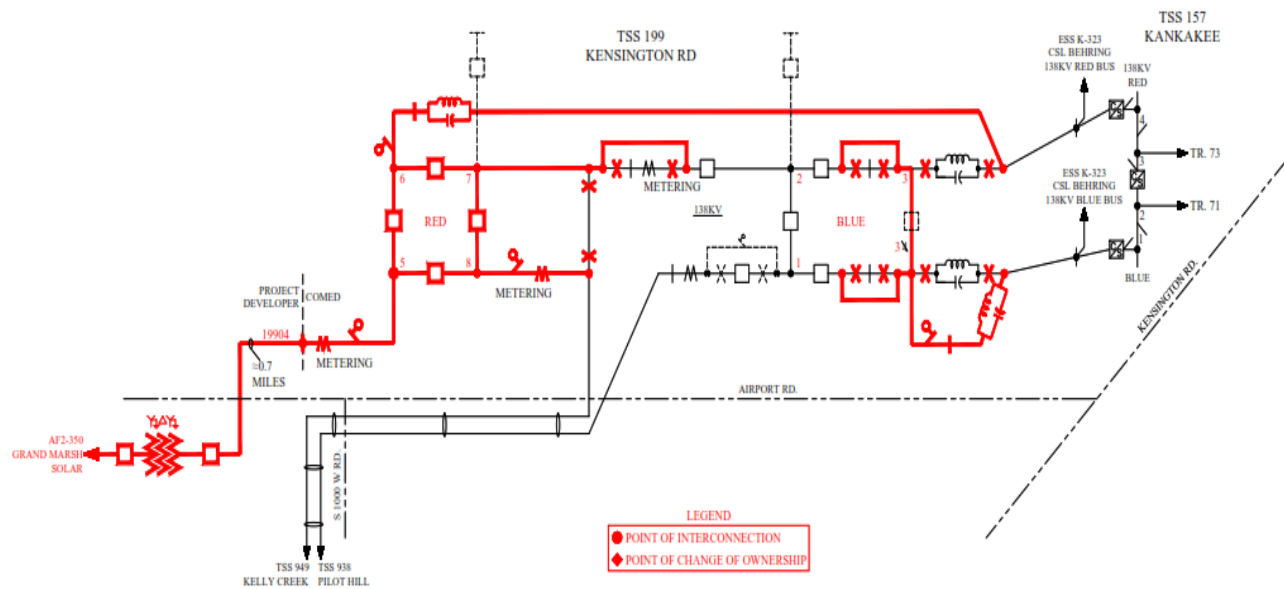 TSS 199
KENSINGTON RD
TSS 157
KANKAKEE
ESS K-323
CSL BEHRING
138KV RED BUS
138KV
RED
4
TR. 73
3
6
7
METERING
2
3
ESS K-323
CSL BEHRING
138KV BLUE BUS
RED
138KV
BLUE
TR. 71
2
3
1
5
8
1
BLUE
METERING
PROJECT
DEVELOPER
COMED
19904
METERING
≈0.7
MILES
KENSINGTON RD.
AIRPORT RD.
AF2-350
GRAND MARSH
SOLAR
S 1000 W RD.
LEGEND
POINT OF INTERCONNECTION
POINT OF CHANGE OF OWNERSHIP
TSS 949
KELLY CREEK
TSS 938
PILOT HILL